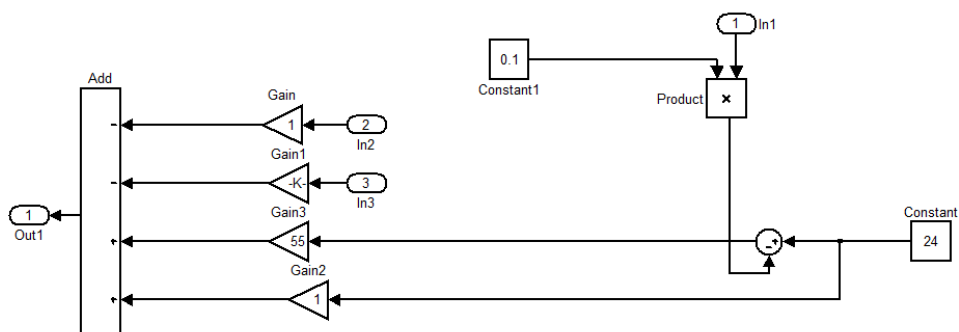 1
In1
0.1
Constant1
Product
×
Add
Gain
-
1
2
In2
Gain1
-
-K-
3
In3
Gain3
1
Out1
+
55
- +
Constant
24
Gain2
+
1